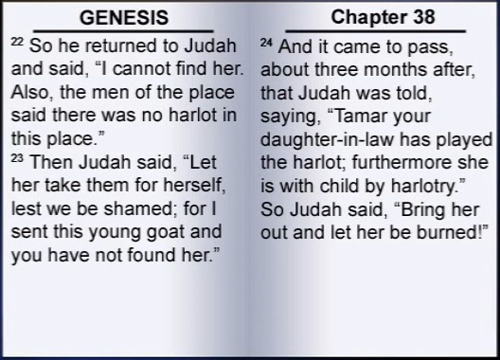 GENESIS
²² So he returned to Judah
and said, “I cannot find her.
Also, the men of the place
said there was no harlot in
this place.”
²³ Then Judah said, “Let
her take them for herself,
lest we be shamed; for I
sent this young goat and
you have not found her.”
Chapter 38
²⁴ And it came to pass,
about three months after,
that Judah was told,
saying, “Tamar your
daughter-in-law has played
the harlot; furthermore she
is with child by harlotry.”
So Judah said, “Bring her
out and let her be burned!”